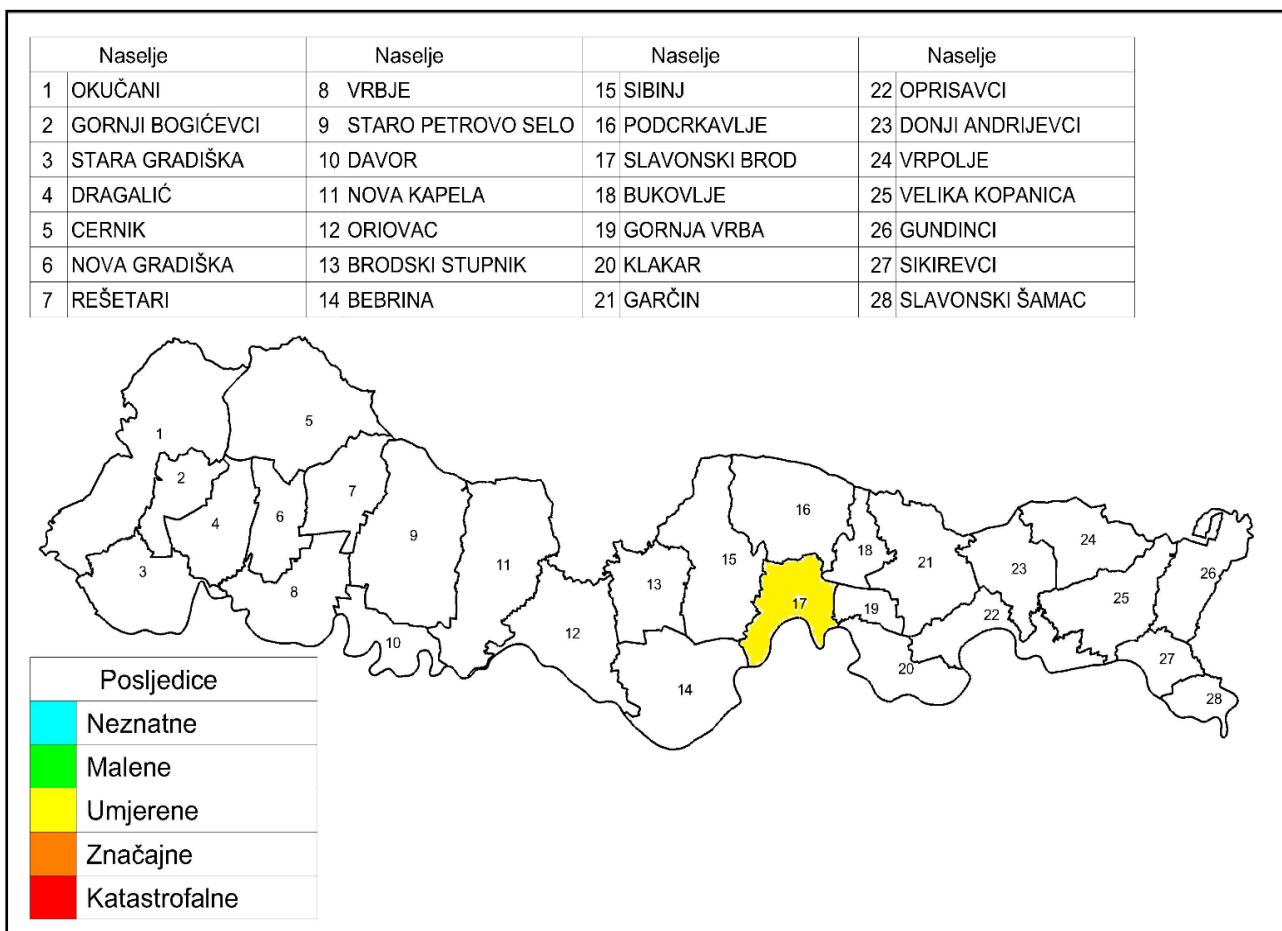 Naselje Naselje Naselje Naselje
1 OKUČANI 8 VRBJE 15 SIBINJ 22 OPRISAVCI
2 GORNJI BOGIĆEVCI 9 STARO PETROVO SELO 16 PODCRKAVLJE 23 DONJI ANDRIJEVCI
3 STARA GRADIŠKA 10 DAVOR 17 SLAVONSKI BROD 24 VRPOLJE
4 DRAGALIĆ 11 NOVA KAPELA 18 BUKOVLJE 25 VELIKA KOPANICA
5 CERNIK 12 ORIOVAC 19 GORNJA VRBA 26 GUNDINCI
6 NOVA GRADIŠKA 13 BRODSKI STUPNIK 20 KLAKAR 27 SIKIREVCI
7 REŠETARI 14 BEBRINA 21 GARČIN 28 SLAVONSKI ŠAMAC
5
1
2
7
16
6
4
9
24
18
15
21
11
23
3
26
13
8
25
17
19
22
12
10
27
20
14
28
Posljedice
Neznatne
Malene
Umjerene
Značajne
Katastrofalne